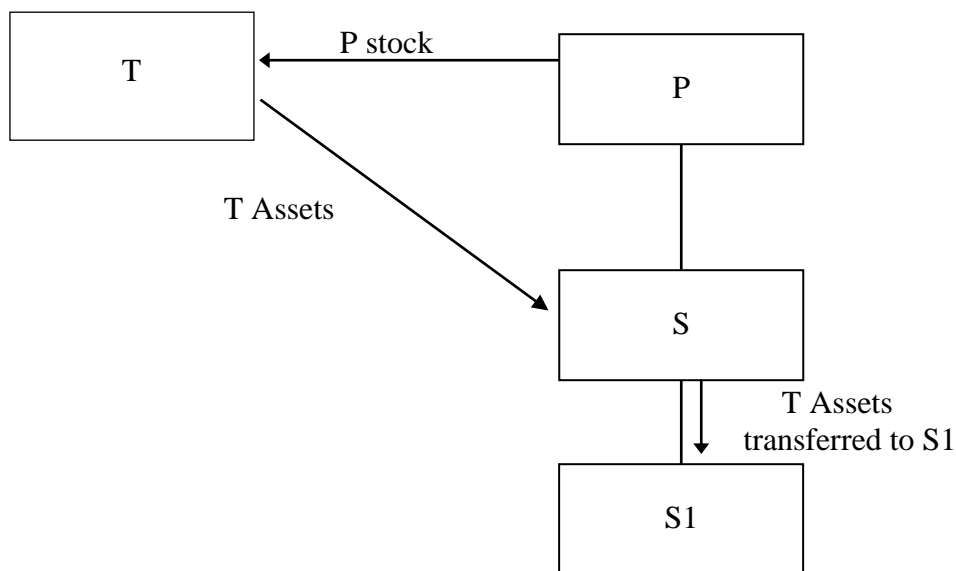 P stock
T
P
T Assets
S
T Assets
transferred to S1
S1